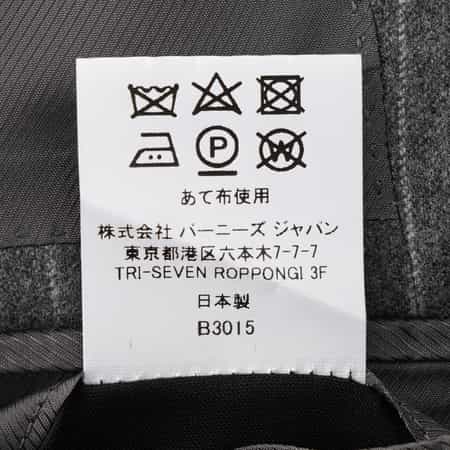 P W
あて布使用
株式会社 バーニーズ ジャパン
東京都港区六本木7-7-7
TRI-SEVEN ROPPONGI 3F
日本製
B3015